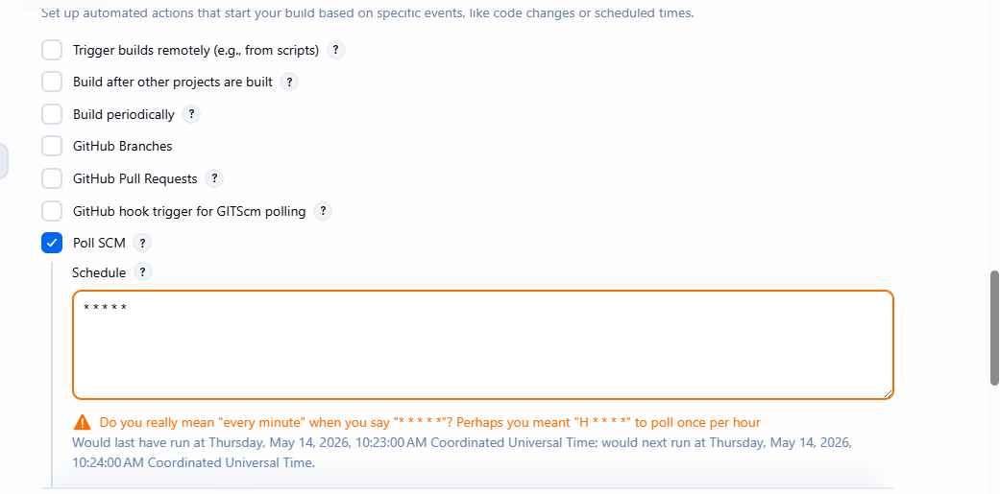 Set up automated actions that start your build based on specific events, like code changes or scheduled times.
Trigger builds remotely (e.g., from scripts) ?
Build after other projects are built ?
Build periodically ?
GitHub Branches
GitHub Pull Requests ?
GitHub hook trigger for GITScm polling ?
Poll SCM ?
Schedule ?
* * * * *
Do you really mean "every minute" when you say "* * * * *"? Perhaps you meant "H * * * *" to poll once per hour
Would last have run at Thursday, May 14, 2026, 10:23:00 AM Coordinated Universal Time; would next run at Thursday, May 14, 2026,
10:24:00 AM Coordinated Universal Time.